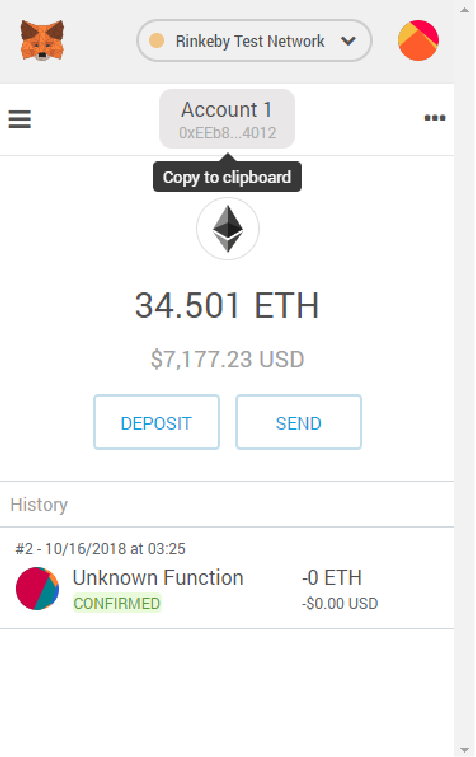 Rinkeby Test Network
Account 1
0xEEb8...4012
Copy to clipboard
34.501 ETH
$7,177.23 USD
DEPOSIT SEND
History
#2 - 10/16/2018 at 03:25
Unknown Function -0 ETH
CONFIRMED -$0.00 USD